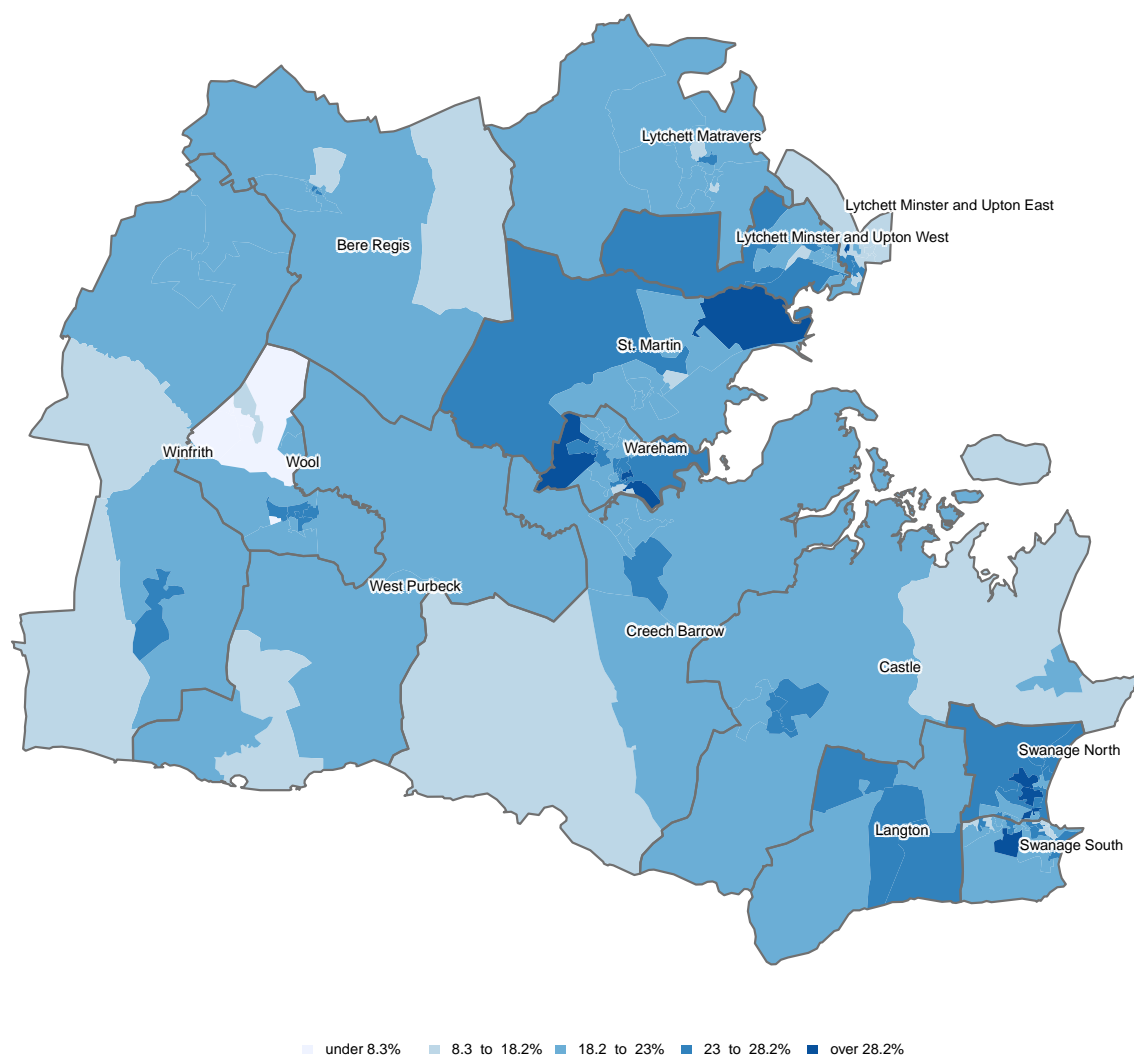 Lytchett Matravers
Lytchett Minster and Upton East
Lytchett Minster and Upton West
Bere Regis
St. Martin
Wareham
Winfrith
Wool
West Purbeck
Creech Barrow
Castle
Swanage North
Langton
Swanage South
under 8.3% 8.3 to 18.2% 18.2 to 23% 23 to 28.2% over 28.2%